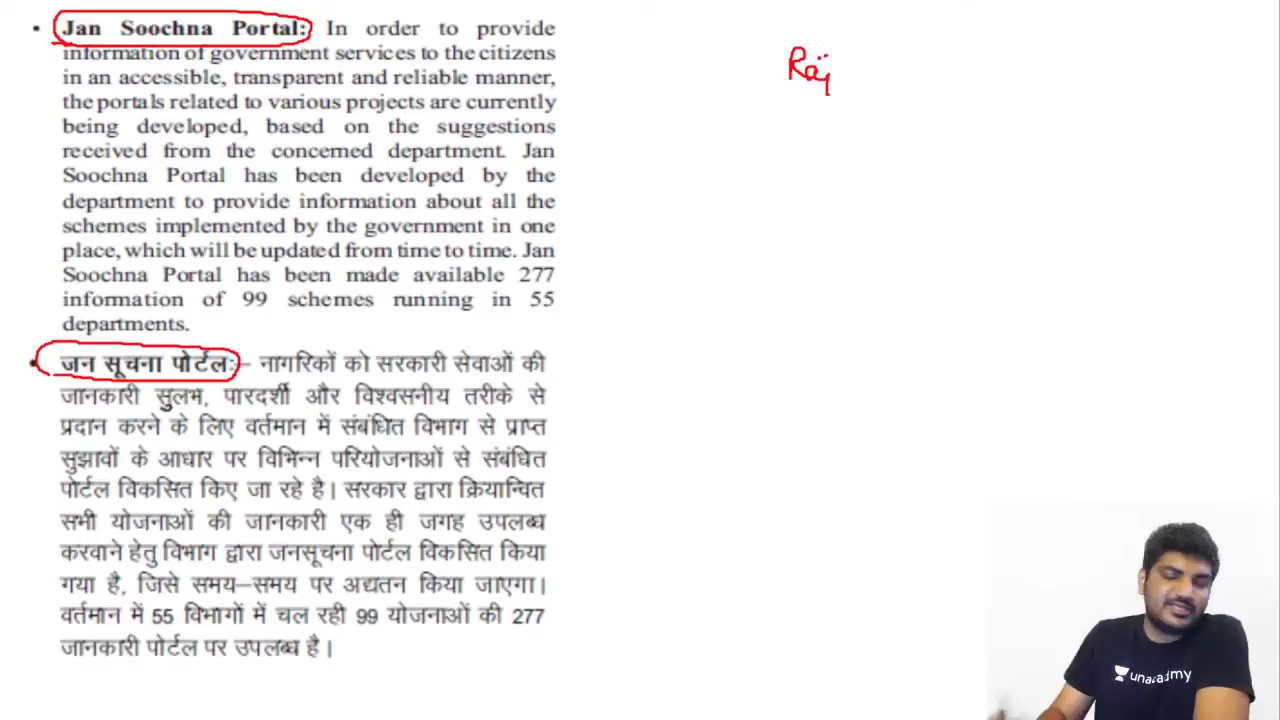 • Jan Soochna Portal: In order to provide
information of government services to the citizens
in an accessible, transparent and reliable manner,
the portals related to various projects are currently
being developed, based on the suggestions
received from the concerned department. Jan
Soochna Portal has been developed by the
department to provide information about all the
schemes implemented by the government in one
place, which will be updated from time to time. Jan
Soochna Portal has been made available 277
information of 99 schemes running in 55
departments.
• जन सूचना पोर्टलः– नागरिकों को सरकारी सेवाओं की
जानकारी सुलभ, पारदर्शी और विश्वसनीय तरीके से
प्रदान करने के लिए वर्तमान में संबंधित विभाग से प्राप्त
सुझावों के आधार पर विभिन्न परियोजनाओं से संबंधित
पोर्टल विकसित किए जा रहे है। सरकार द्वारा क्रियान्वित
सभी योजनाओं की जानकारी एक ही जगह उपलब्ध
करवाने हेतु विभाग द्वारा जनसूचना पोर्टल विकसित किया
गया है, जिसे समय–समय पर अद्यतन किया जाएगा।
वर्तमान में 55 विभागों में चल रही 99 योजनाओं की 277
जानकारी पोर्टल पर उपलब्ध है।
Raj
unacademy